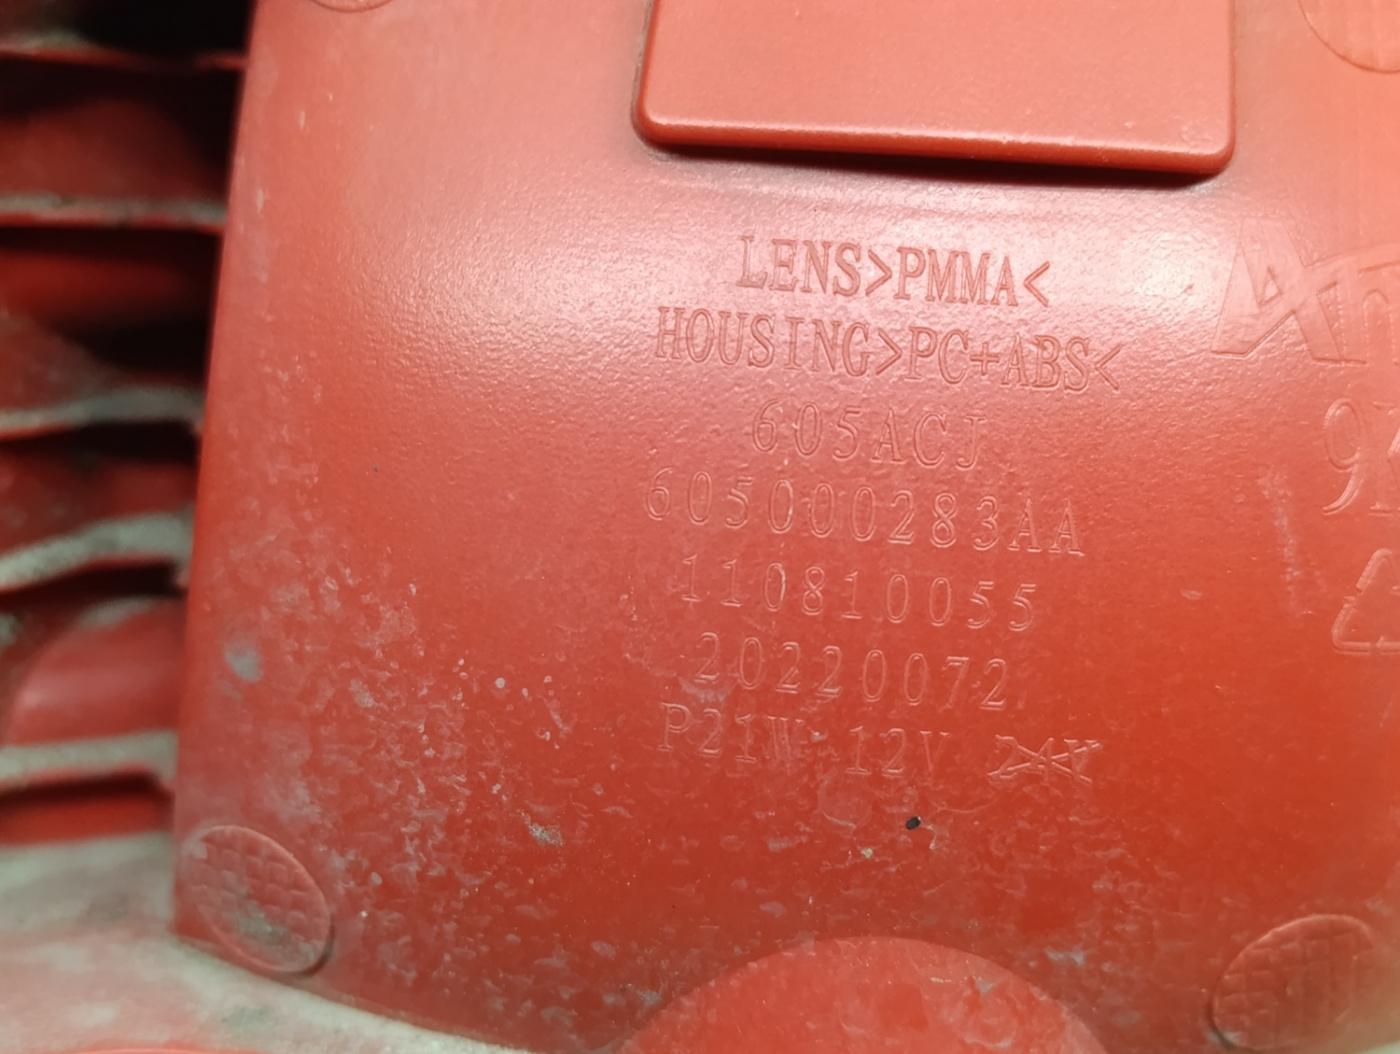 LENS>PMMA<
HOUSING>PC+ABS<
605ACJ
605000283AA
110810055
20220072
P21W 12V 24V